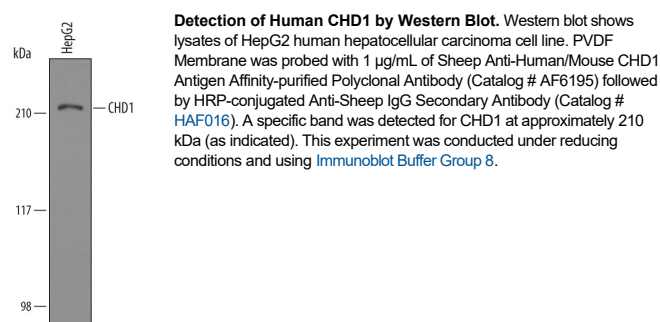 kDa
HepG2
210
CHD1
117
98
Detection of Human CHD1 by Western Blot. Western blot shows
lysates of HepG2 human hepatocellular carcinoma cell line. PVDF
Membrane was probed with 1 µg/mL of Sheep Anti-Human/Mouse CHD1
Antigen Affinity-purified Polyclonal Antibody (Catalog # AF6195) followed
by HRP-conjugated Anti-Sheep IgG Secondary Antibody (Catalog #
HAF016). A specific band was detected for CHD1 at approximately 210
kDa (as indicated). This experiment was conducted under reducing
conditions and using Immunoblot Buffer Group 8.